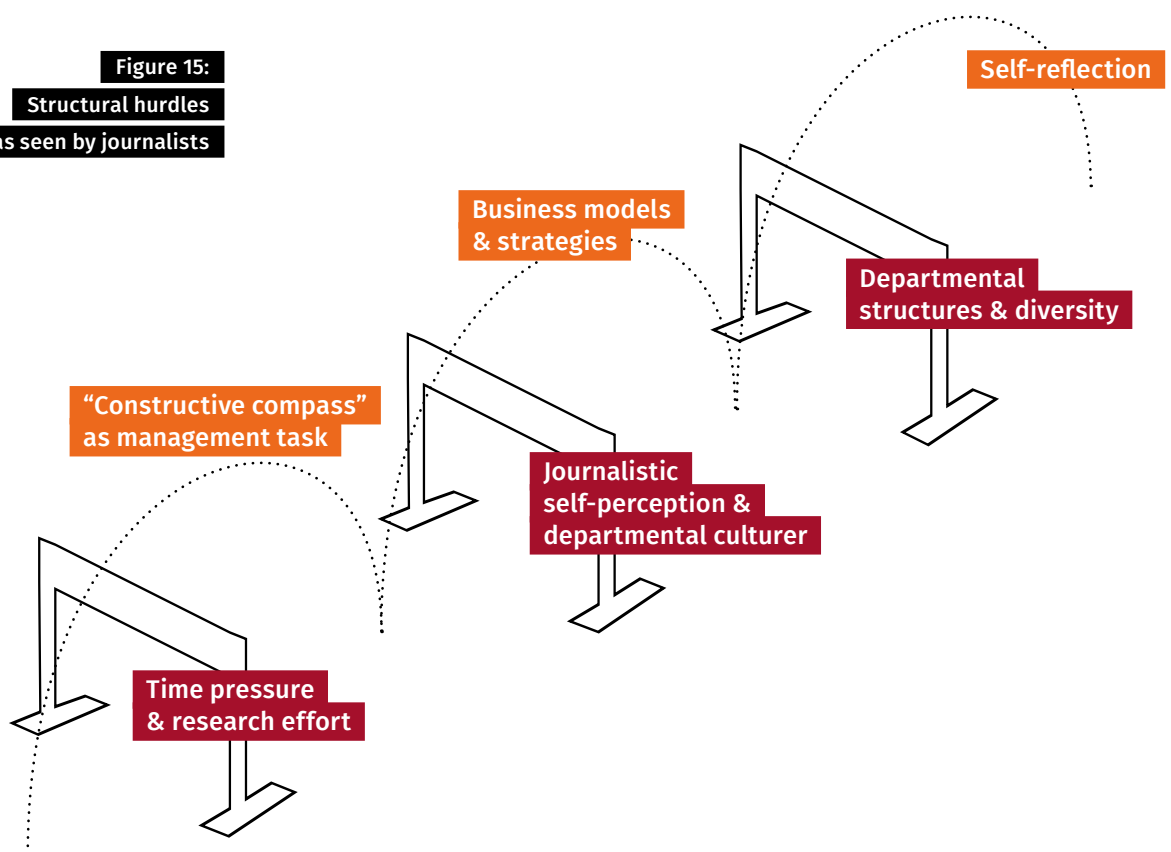 Figure 15:
Structural hurdles
as seen by journalists
Self-reflection
Business models
& strategies
Departmental
structures & diversity
“Constructive compass”
as management task
Journalistic
self-perception &
departmental culturer
Time pressure
& research effort